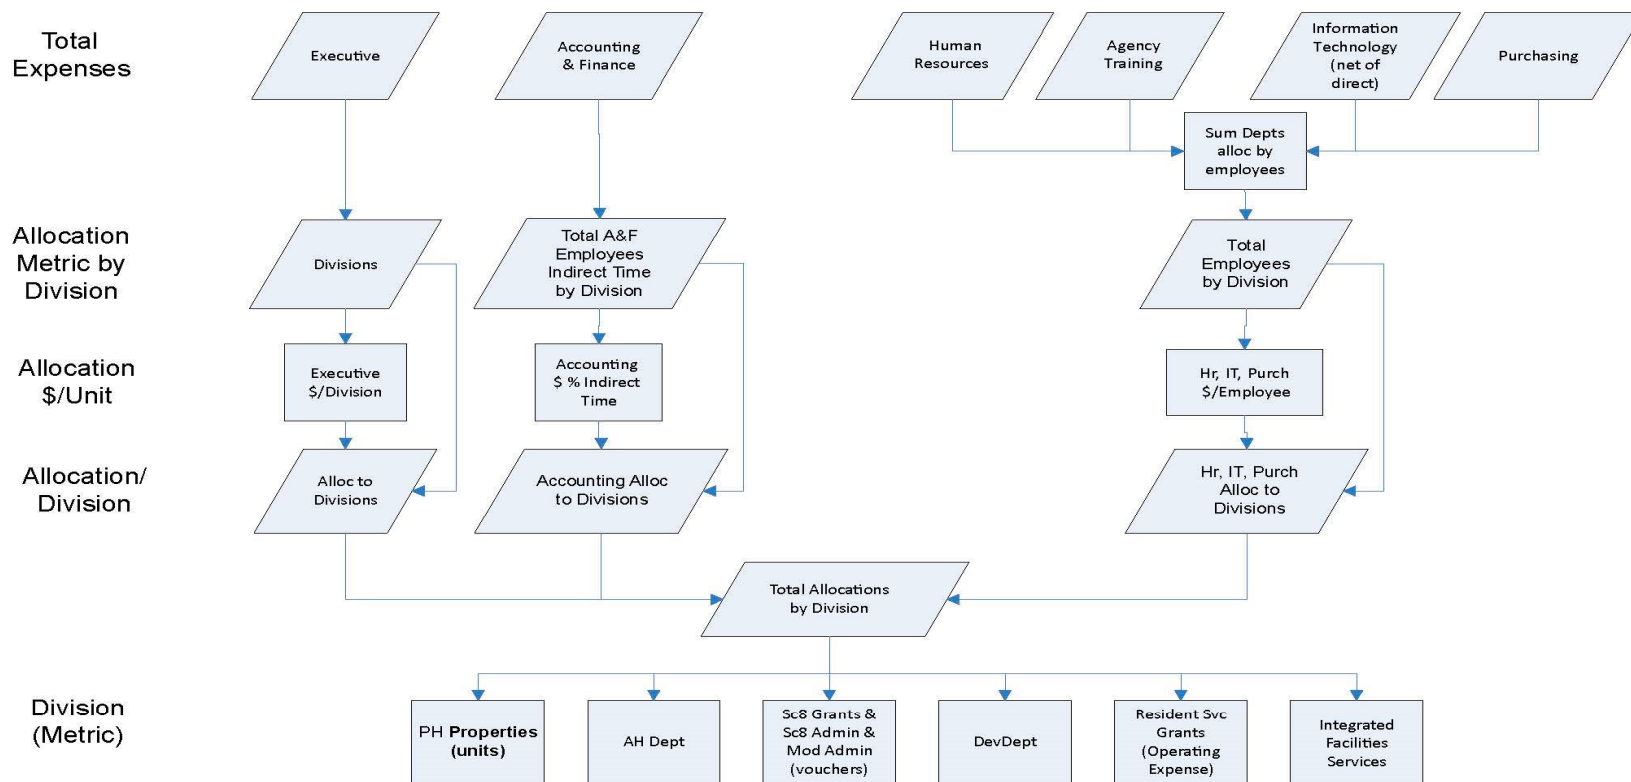 Total
Expenses
Executive
Accounting
& Finance
Human
Resources
Agency
Training
Information
Technology
(net of
direct)
Purchasing
Sum Depts
alloc by
employees
Allocation
Metric by
Division
Divisions
Total A&F
Employees
Indirect Time
by Division
Total
Employees
by Division
Allocation
$/Unit
Executive
$/Division
Accounting
$ % Indirect
Time
Hr, IT, Purch
$/Employee
Allocation/
Division
Alloc to
Divisions
Accounting Alloc
to Divisions
Hr, IT, Purch
Alloc to
Divisions
Total Allocations
by Division
Division
(Metric)
PH Properties
(units)
AH Dept
Sc8 Grants &
Sc8 Admin &
Mod Admin
(vouchers)
DevDept
Resident Svc
Grants
(Operating
Expense)
Integrated
Facilities
Services